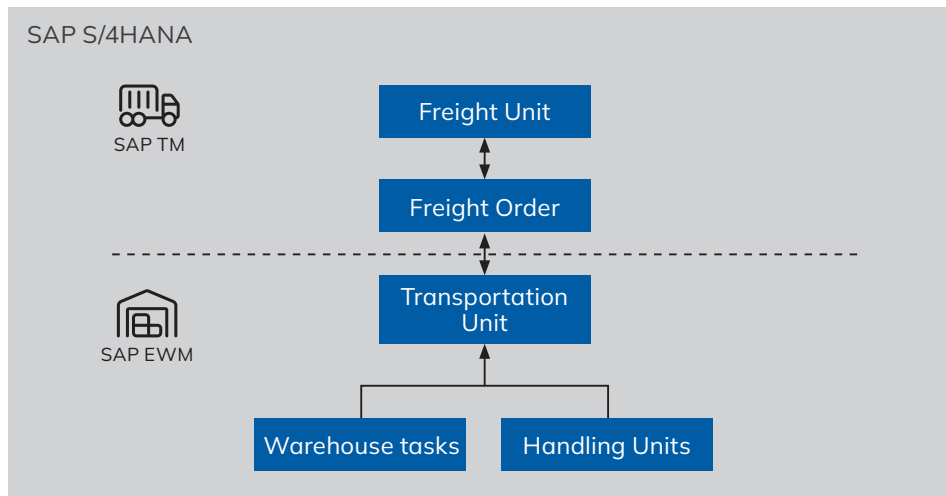 SAP S/4HANA
SAP TM
Freight Unit
Freight Order
SAP EWM
Transportation
Unit
Warehouse tasks
Handling Units